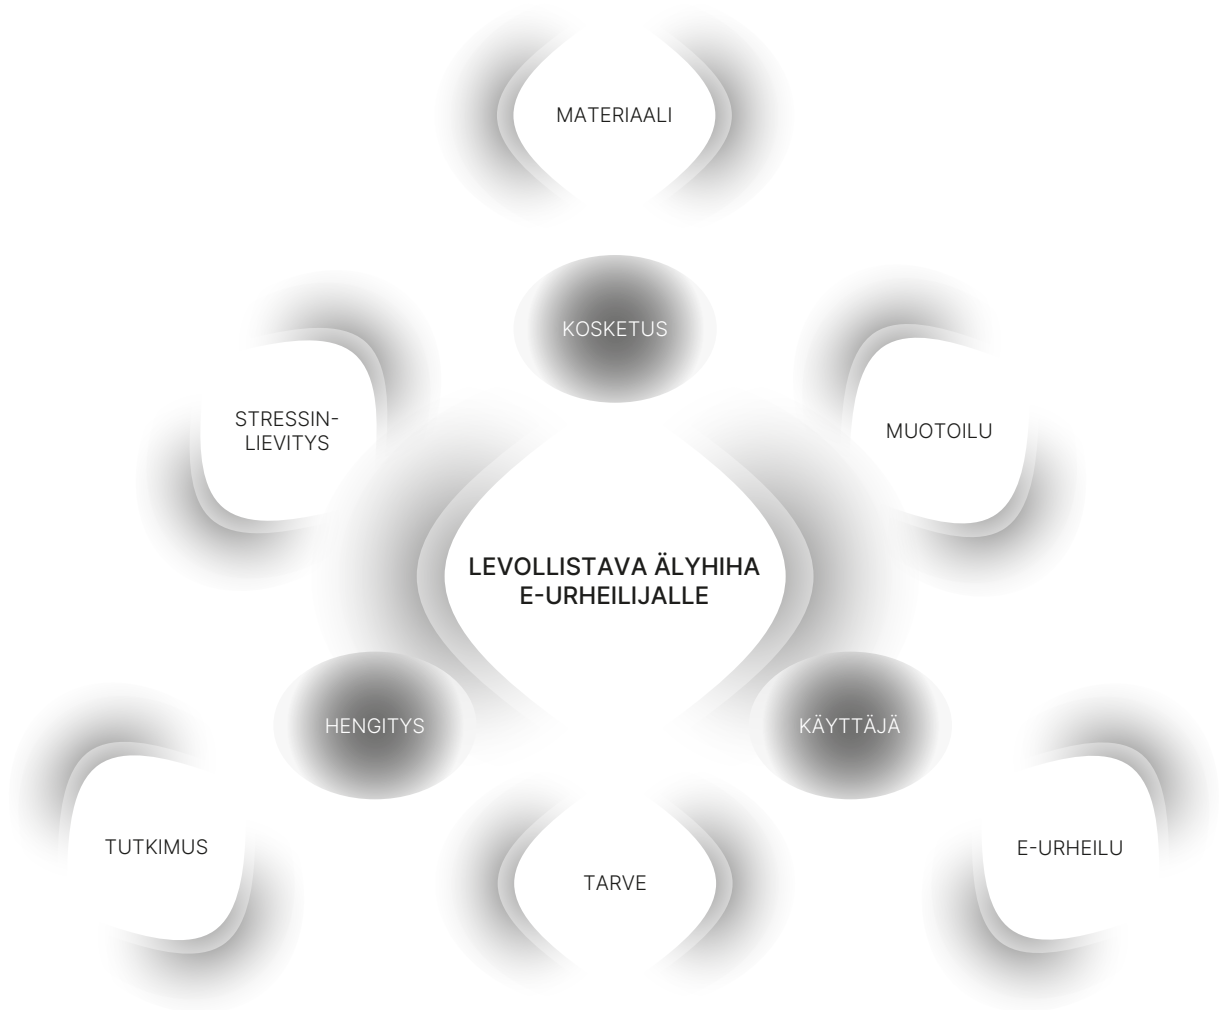 MATERIAALI
KOSKETUS
STRESSIN-
LIEVITYS
MUOTOILU
LEVOLLISTAVA ÄLYHIHA
E-URHEILIJALLE
HENGITYS
KÄYTTÄJÄ
TUTKIMUS
E-URHEILU
TARVE